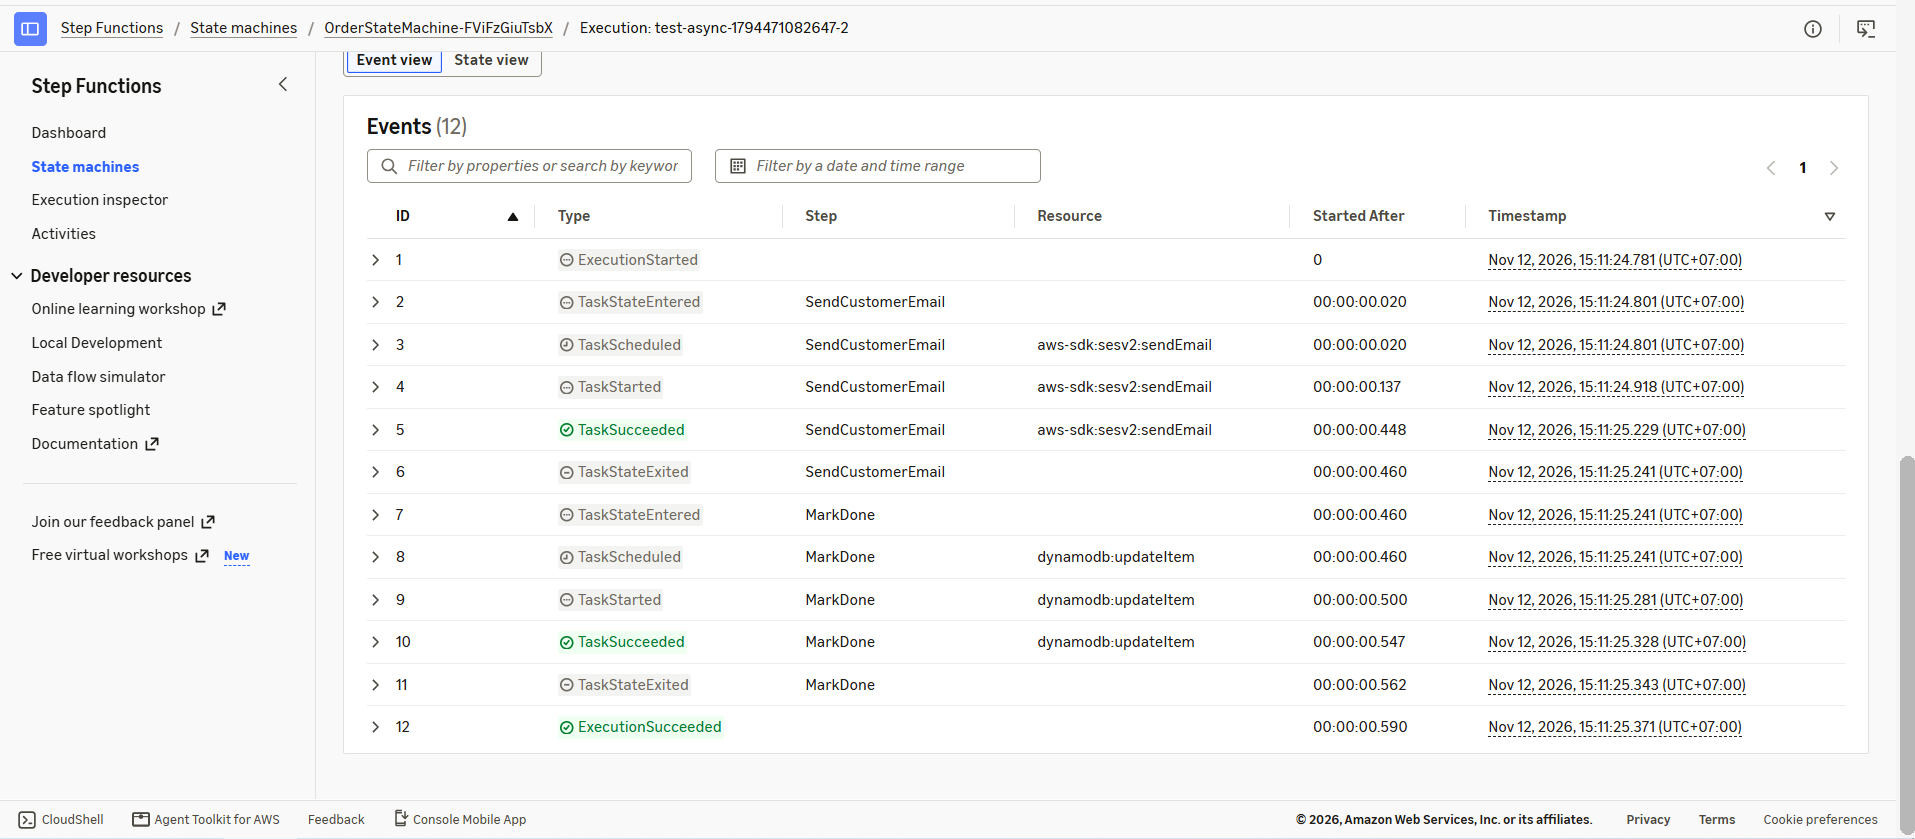 Step Functions / State machines / OrderStateMachine-FViFzGiuTsbX / Execution: test-async-1794471082647-2
Step Functions
Dashboard
State machines
Execution inspector
Activities
Developer resources
Online learning workshop
Local Development
Data flow simulator
Feature spotlight
Documentation
Join our feedback panel
Free virtual workshops New
Event view State view
Events (12)
Filter by properties or search by keywor Filter by a date and time range 1
ID Type Step Resource Started After Timestamp
1 ExecutionStarted 0 Nov 12, 2026, 15:11:24.781 (UTC+07:00)
2 TaskStateEntered SendCustomerEmail 00:00:00.020 Nov 12, 2026, 15:11:24.801 (UTC+07:00)
3 TaskScheduled SendCustomerEmail aws-sdk:sesv2:sendEmail 00:00:00.020 Nov 12, 2026, 15:11:24.801 (UTC+07:00)
4 TaskStarted SendCustomerEmail aws-sdk:sesv2:sendEmail 00:00:00.137 Nov 12, 2026, 15:11:24.918 (UTC+07:00)
5 TaskSucceeded SendCustomerEmail aws-sdk:sesv2:sendEmail 00:00:00.448 Nov 12, 2026, 15:11:25.229 (UTC+07:00)
6 TaskStateExited SendCustomerEmail 00:00:00.460 Nov 12, 2026, 15:11:25.241 (UTC+07:00)
7 TaskStateEntered MarkDone 00:00:00.460 Nov 12, 2026, 15:11:25.241 (UTC+07:00)
8 TaskScheduled MarkDone dynamodb:updateItem 00:00:00.460 Nov 12, 2026, 15:11:25.241 (UTC+07:00)
9 TaskStarted MarkDone dynamodb:updateItem 00:00:00.500 Nov 12, 2026, 15:11:25.281 (UTC+07:00)
10 TaskSucceeded MarkDone dynamodb:updateItem 00:00:00.547 Nov 12, 2026, 15:11:25.328 (UTC+07:00)
11 TaskStateExited MarkDone 00:00:00.562 Nov 12, 2026, 15:11:25.343 (UTC+07:00)
12 ExecutionSucceeded 00:00:00.590 Nov 12, 2026, 15:11:25.371 (UTC+07:00)
CloudShell Agent Toolkit for AWS Feedback Console Mobile App © 2026, Amazon Web Services, Inc. or its affiliates. Privacy Terms Cookie preferences